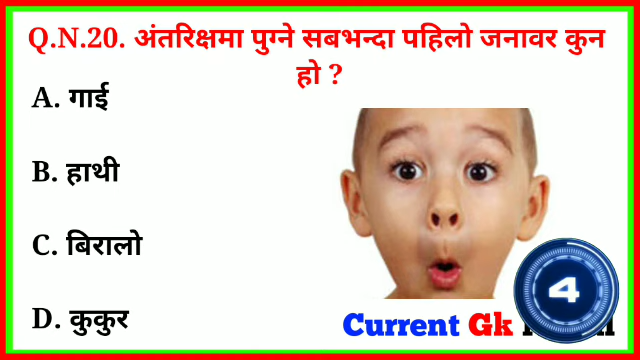 Q.N.20. अंतरिक्षमा पुग्ने सबभन्दा पहिलो जनावर कुन
हो ?
A. गाई
B. हाथी
C. बिरालो
D. कुकुर
4
Current Gk